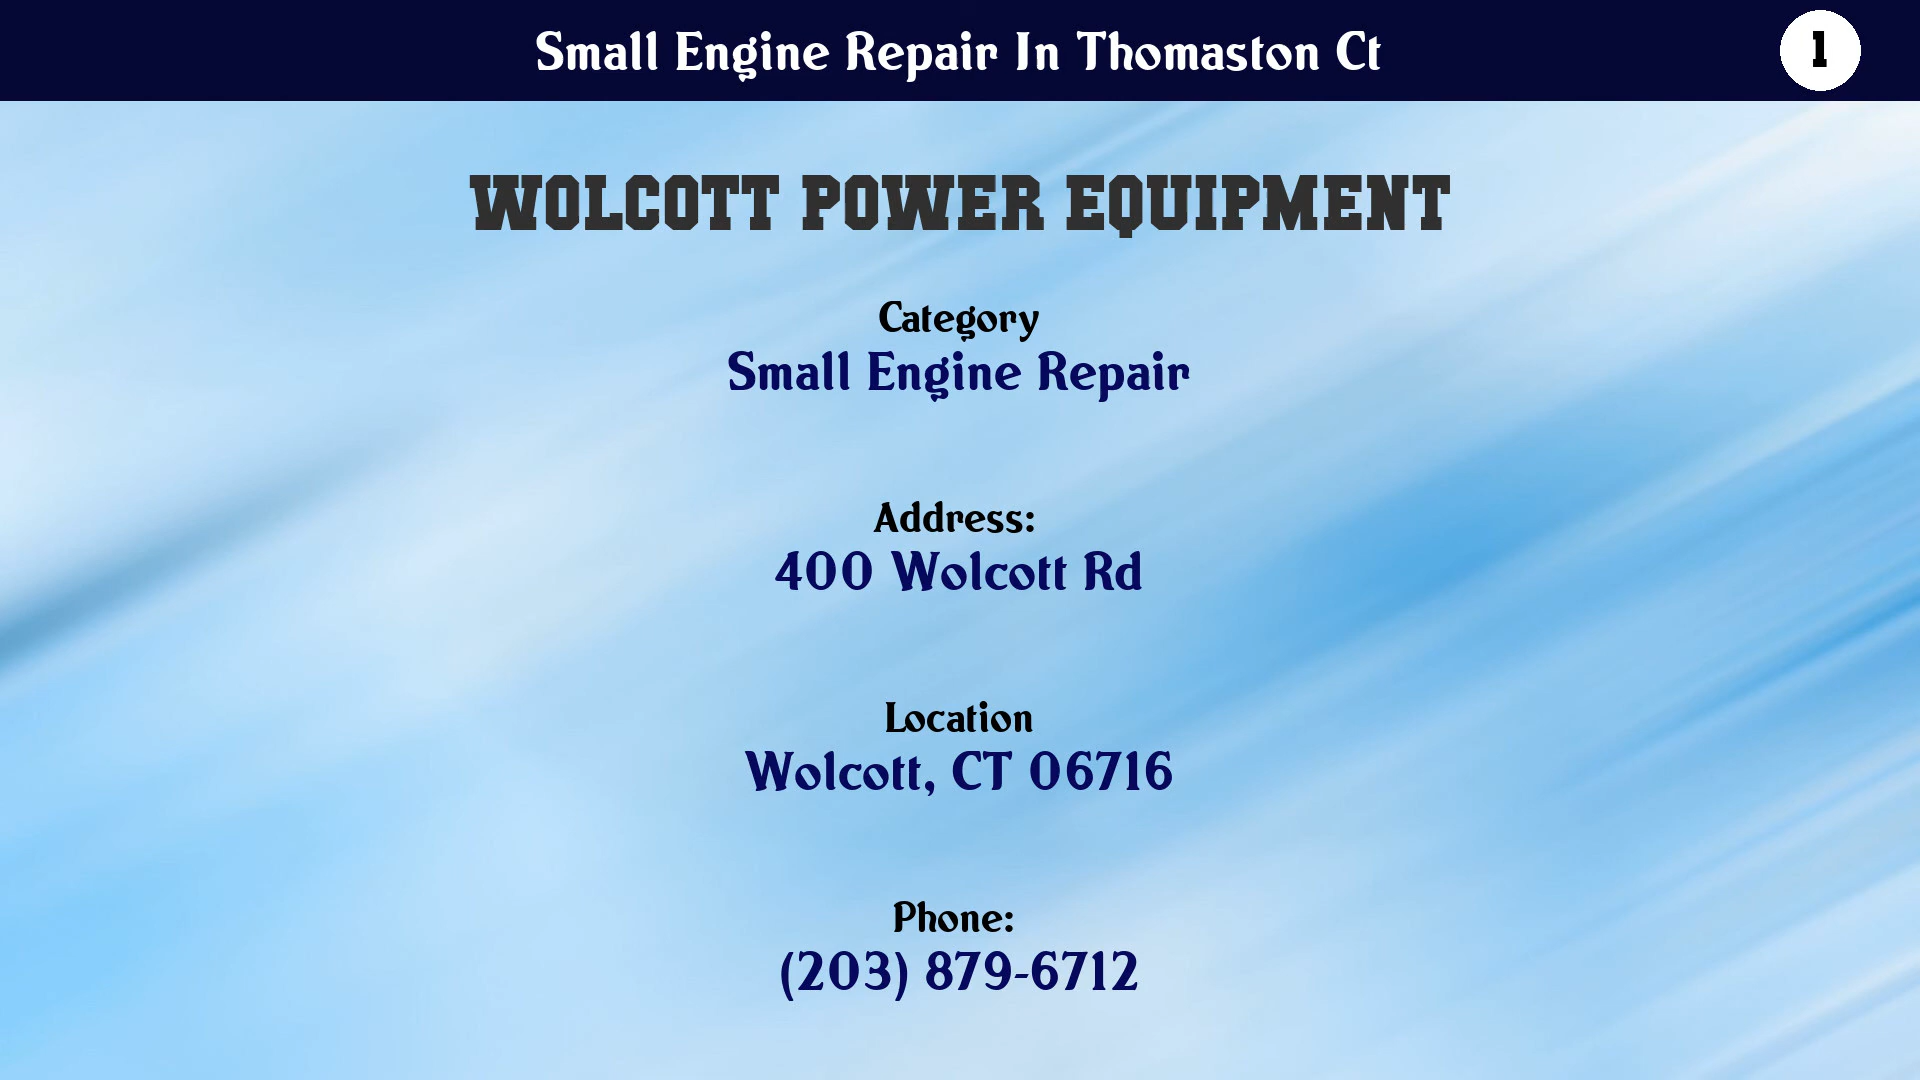 Small Engine Repair In Thomaston Ct
1
WOLCOTT POWER EQUIPMENT
Category
Small Engine Repair
Address:
400 Wolcott Rd
Location
Wolcott, CT 06716
Phone:
(203) 879-6712